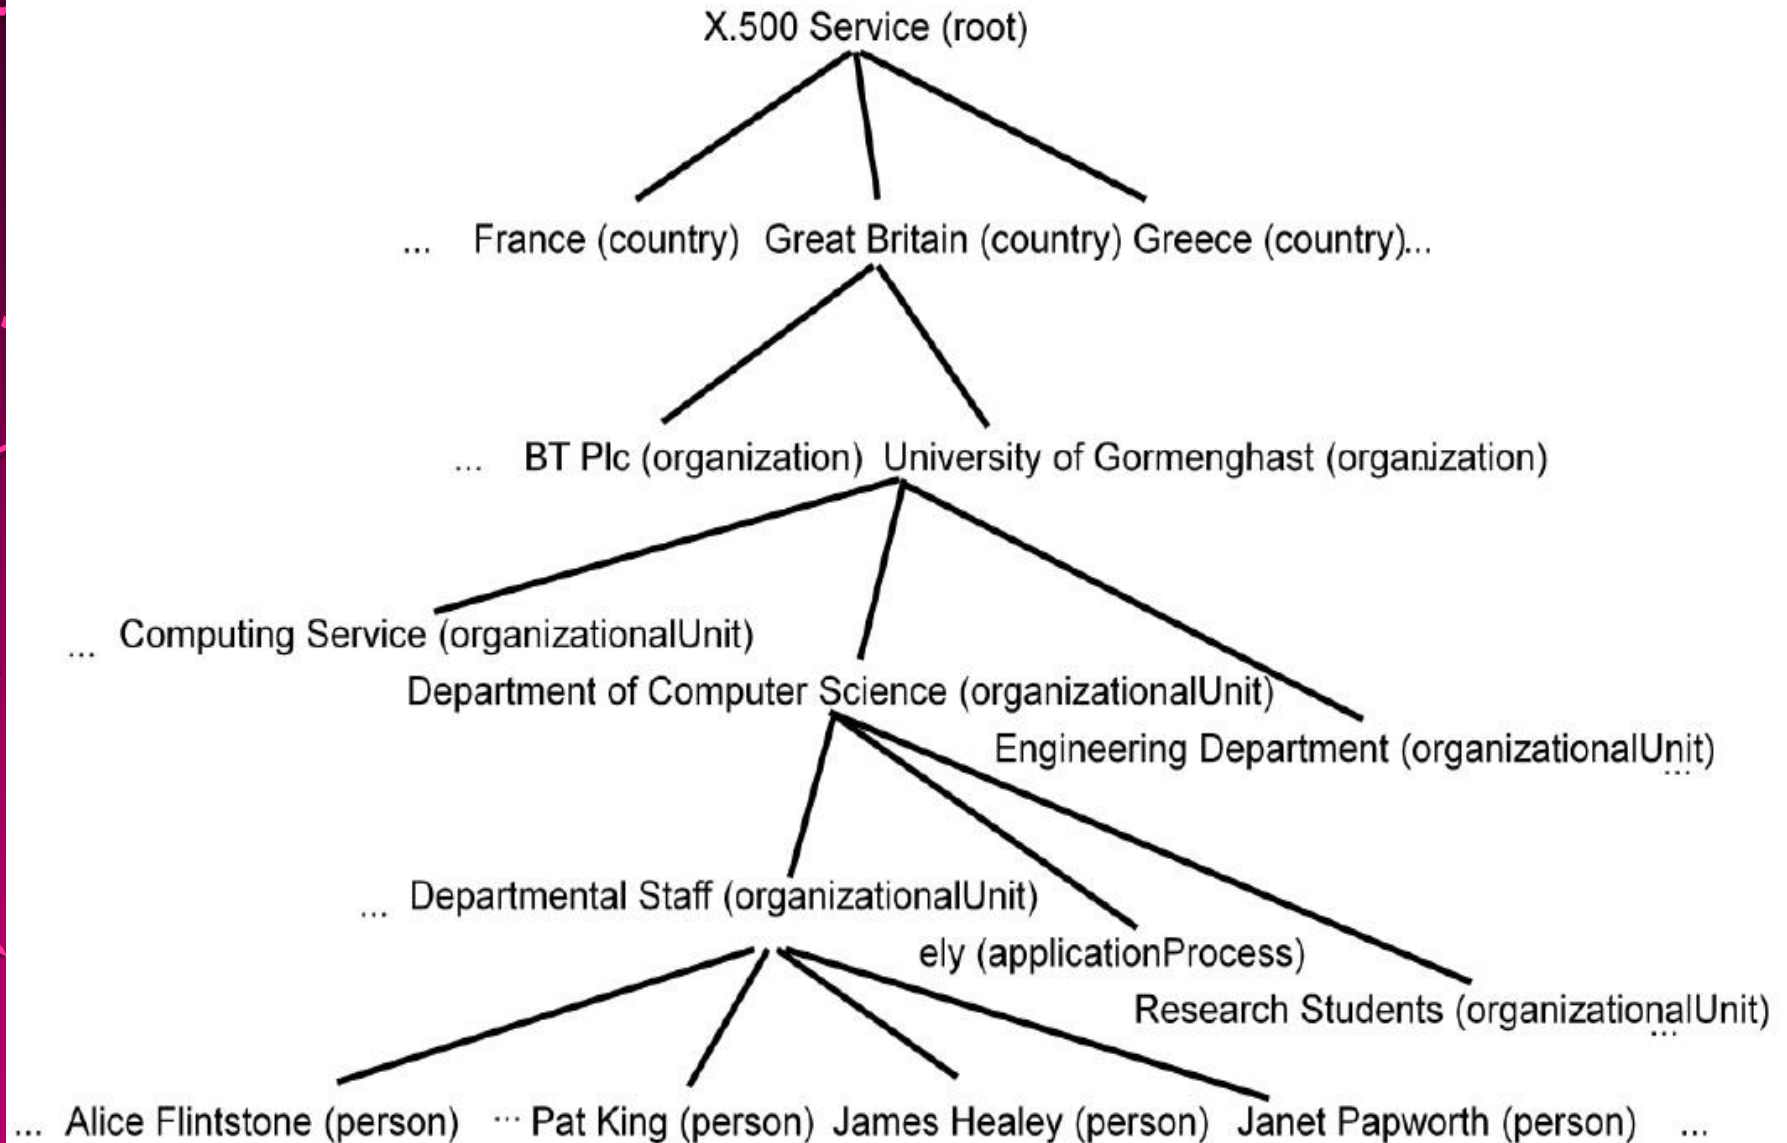 X.500 Service (root)
... France (country) Great Britain (country) Greece (country)...
... BT Plc (organization) University of Gormenghast (organization)
... Computing Service (organizationalUnit)
Department of Computer Science (organizationalUnit)
Engineering Department (organizationalUnit)
...
... Departmental Staff (organizationalUnit)
ely (applicationProcess)
Research Students (organizationalUnit)
...
... Alice Flintstone (person) ... Pat King (person) James Healey (person) Janet Papworth (person) ...